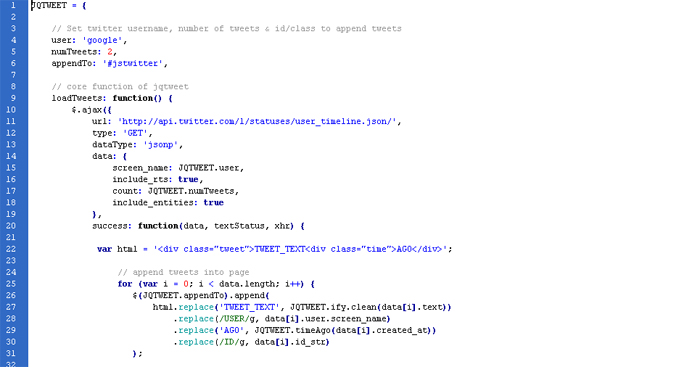 1 JQTWEET = {
2
3 // Set twitter username, number of tweets & id/class to append tweets
4 user: 'google',
5 numTweets: 2,
6 appendTo: '#jstwitter',
7
8 // core function of jqtweet
9 loadTweets: function() {
10 $.ajax({
11 url: 'http://api.twitter.com/1/statuses/user_timeline.json/',
12 type: 'GET',
13 dataType: 'jsonp',
14 data: {
15 screen_name: JQTWEET.user,
16 include_rts: true,
17 count: JQTWEET.numTweets,
18 include_entities: true
19 },
20 success: function(data, textStatus, xhr) {
21
22 var html = '<div class="tweet">TWEET_TEXT<div class="time">AGO</div>';
23
24 // append tweets into page
25 for (var i = 0; i < data.length; i++) {
26 $(JQTWEET.appendTo).append(
27 html.replace('TWEET_TEXT', JQTWEET.ify.clean(data[i].text))
28 .replace(/USER/g, data[i].user.screen_name)
29 .replace('AGO', JQTWEET.timeAgo(data[i].created_at))
30 .replace(/ID/g, data[i].id_str)
31 );
32